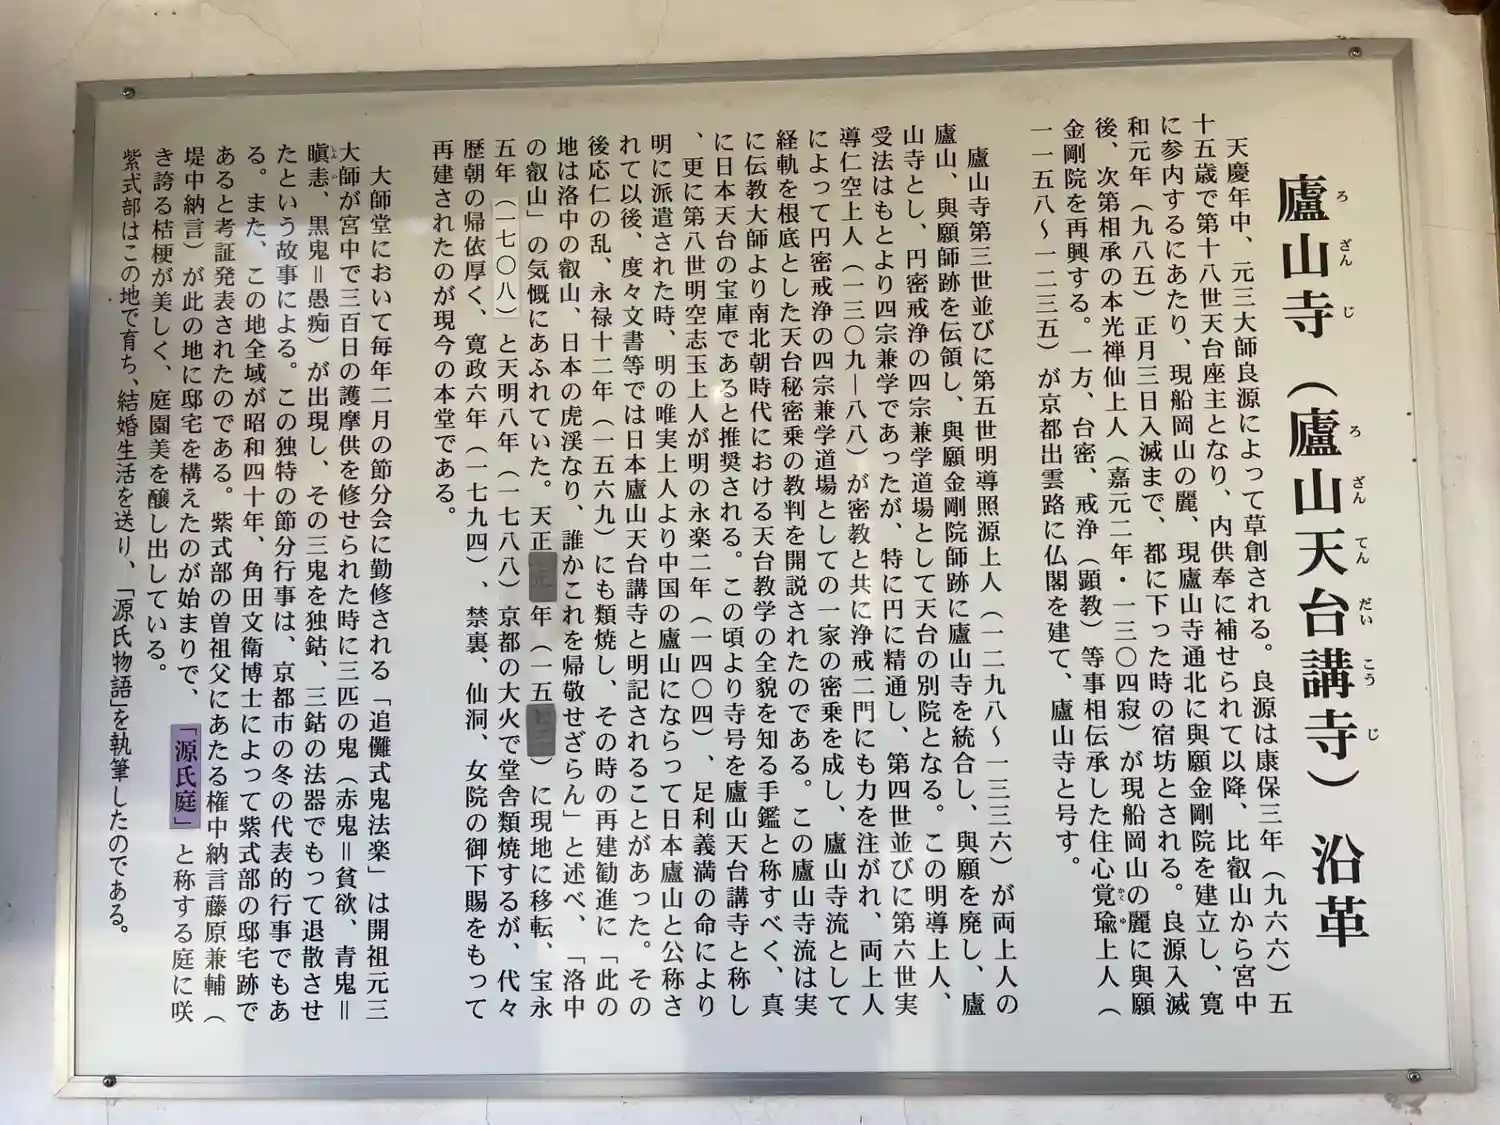 廬山寺（廬山天台講寺）沿革
天慶年中、元三大師良源によって草創される。良源は康保三年（九六六）五
十五歳で第十八世天台座主となり、内供奉に補せられて以降、比叡山から宮中
に参内するにあたり、現船岡山の麗、現廬山寺通北に與願金剛院を建立し、寛
和元年（九八五）正月三日入滅まで、都に下った時の宿坊とされる。良源入滅
後、次第相承の本光禅仙上人（嘉元二年・一三〇四寂）が現船岡山の麗に與願
金剛院を再興する。一方、台密、戒浄（顕教）等事相伝承した住心覚瑜上人（
一一五八〜一二三五）が京都出雲路に仏閣を建て、廬山寺と号す。
廬山寺第三世並びに第五世明導照源上人（一二九八〜一三三六）が両上人の
廬山、與願師跡を伝領し、與願金剛院師跡に廬山寺を統合し、與願を廃し、廬
山寺とし、円密戒浄の四宗兼学道場として天台の別院となる。この明導上人、
受法はもとより四宗兼学であったが、特に円に精通し、第四世並びに第六世実
導仁空上人（一三〇九—八八）が密教と共に浄戒二門にも力を注がれ、両上人
によって円密戒浄の四宗兼学道場としての一家の密乗を成し、廬山寺流として
経軌を根底とした天台秘密乗の教判を開説されたのである。この廬山寺流は実
に伝教大師より南北朝時代における天台教学の全貌を知る手鑑と称すべく、真
に日本天台の宝庫であると推奨される。この頃より寺号を廬山天台講寺と称し
、更に第八世明空志玉上人が明の永楽二年（一四〇四）、足利義満の命により
明に派遣された時、明の唯実上人より中国の廬山にならって日本廬山と公称さ
れて以後、度々文書等では日本廬山天台講寺と明記されることがあった。その
後応仁の乱、永禄十二年（一五六九）にも類焼し、その時の再建勧進に「此の
地は洛中の叡山、日本の虎渓なり、誰かこれを帰敬せざらん」と述べ、「洛中
の叡山」の気慨にあふれていた。天正年（一五）に現地に移転、宝永
五年（一七〇八）と天明八年（一七八八）京都の大火で堂舎類焼するが、代々
歴朝の帰依厚く、寛政六年（一七九四）、禁裏、仙洞、女院の御下賜をもって
再建されたのが現今の本堂である。
大師堂において毎年二月の節分会に勤修される「追儺式鬼法楽」は開祖元三
大師が宮中で三百日の護摩供を修せられた時に三匹の鬼（赤鬼＝貧欲、青鬼＝
瞋恚、黒鬼＝愚痴）が出現し、その三鬼を独鈷、三鈷の法器でもって退散させ
たという故事による。この独特の節分行事は、京都市の冬の代表的行事でもあ
る。また、この地全域が昭和四十年、角田文衛博士によって紫式部の邸宅跡で
あると考証発表されたのである。紫式部の曽祖父にあたる権中納言藤原兼輔（
堤中納言）が此の地に邸宅を構えたのが始まりで、「源氏庭」と称する庭に咲
き誇る桔梗が美しく、庭園美を醸し出している。
紫式部はこの地で育ち、結婚生活を送り、「源氏物語」を執筆したのである。